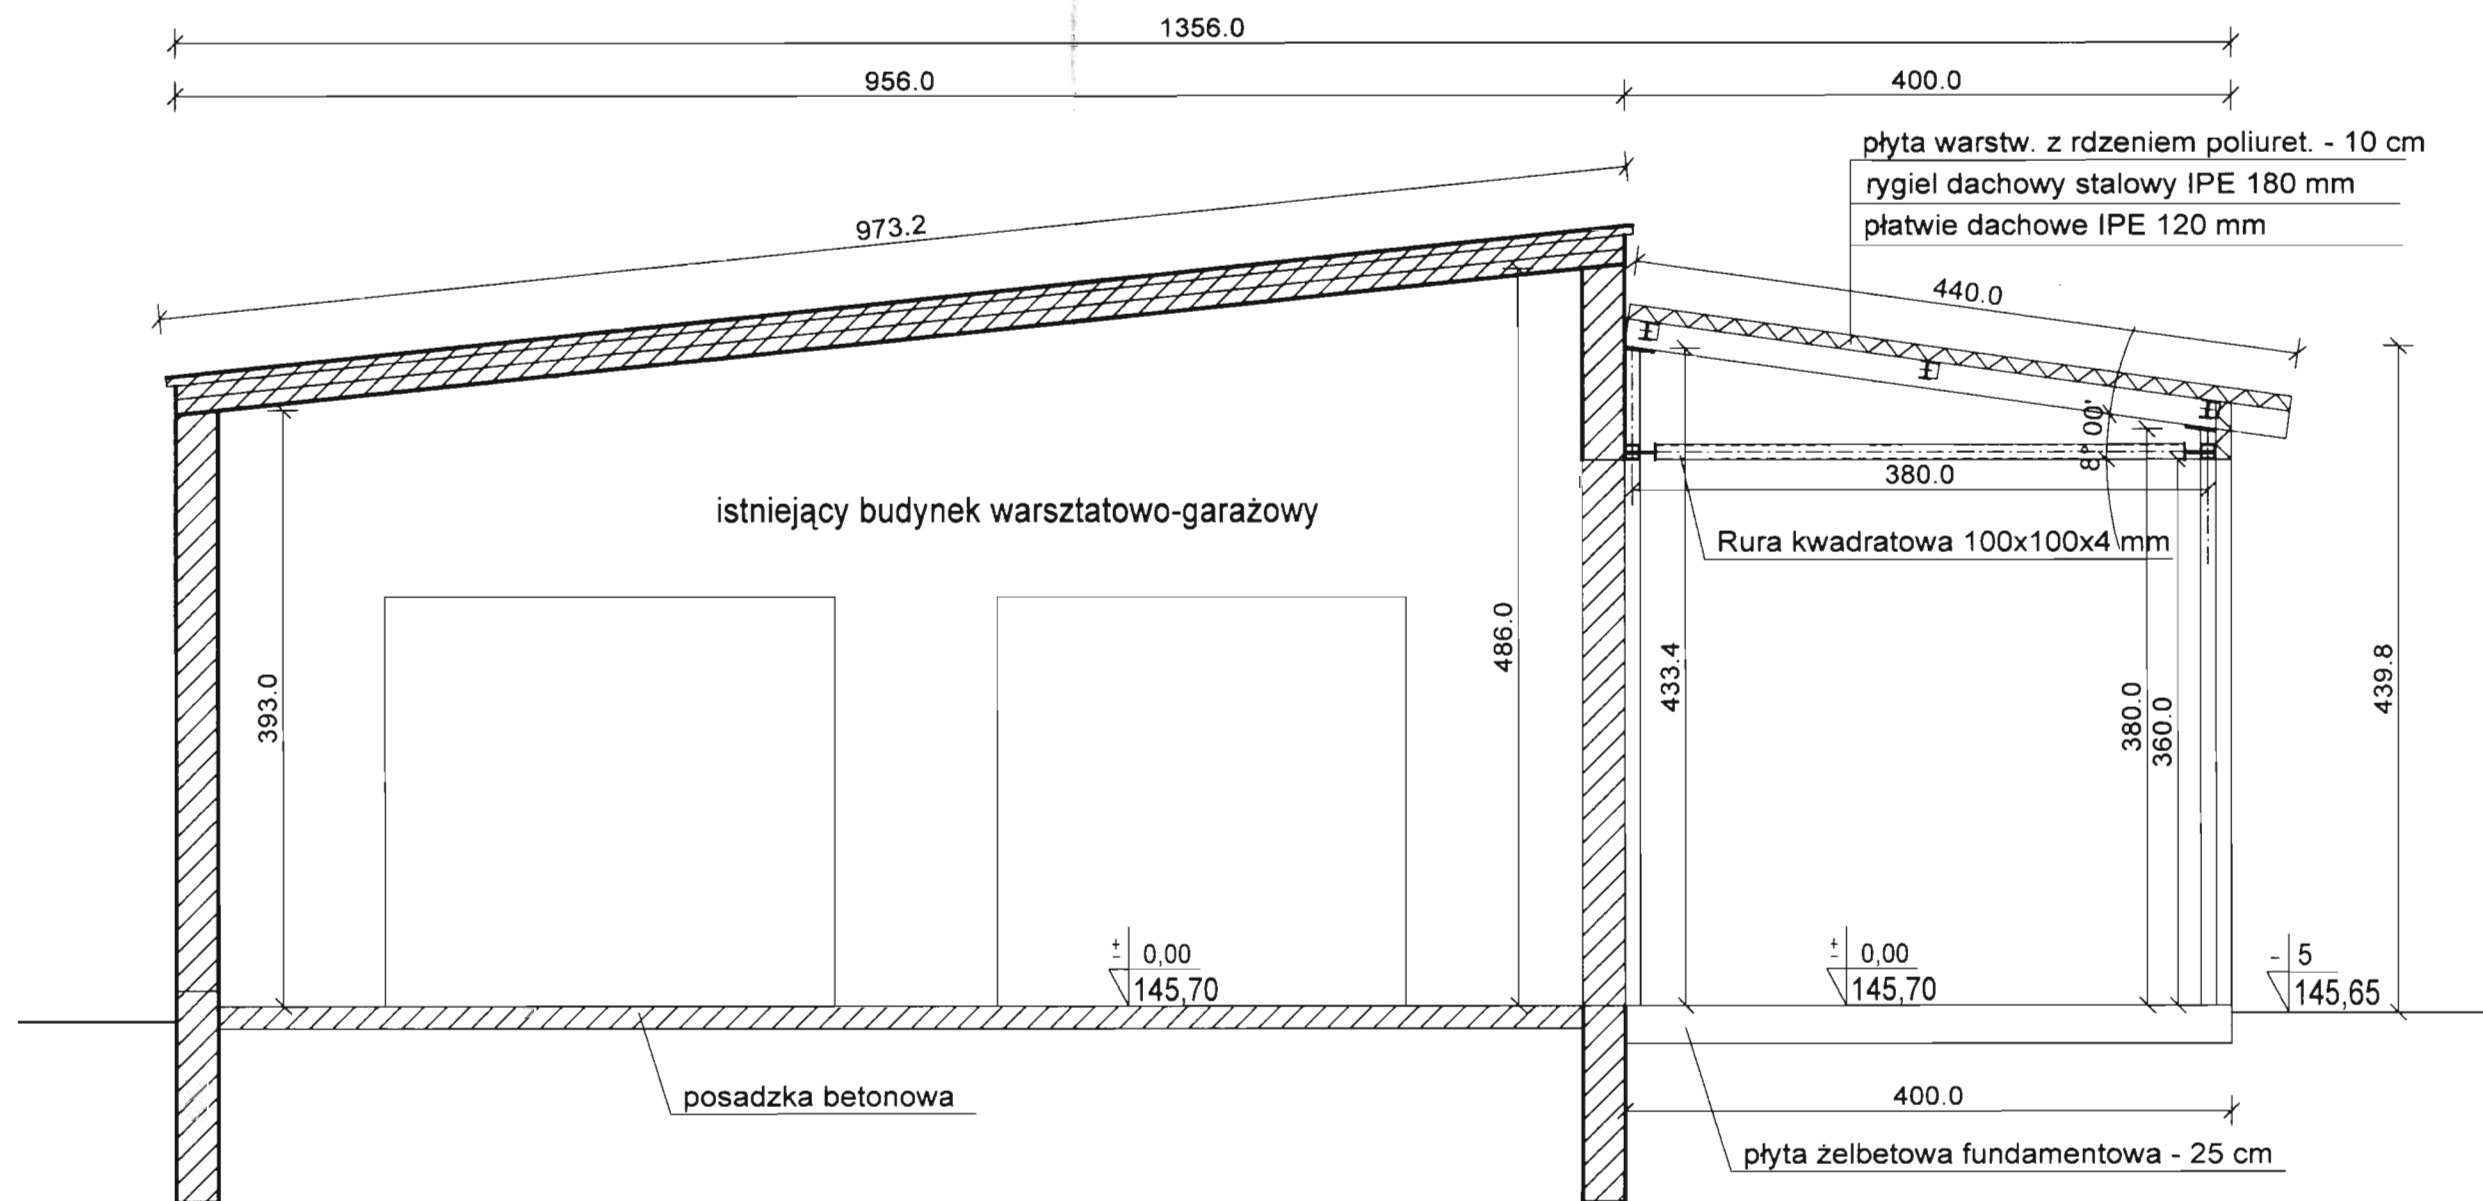 1356.0
956.0
400.0
płyta warstw. z rdzeniem poliuret. - 10 cm
rygiel dachowy stalowy IPE 180 mm
płatwie dachowe IPE 120 mm
973.2
440.0
8° 00'
380.0
istniejący budynek warsztatowo-garażowy
Rura kwadratowa 100x100x4 mm
393.0
486.0
433.4
380.0
360.0
439.8
± 0,00
145,70
± 0,00
145,70
- 5
145,65
posadzka betonowa
400.0
płyta żelbetowa fundamentowa - 25 cm